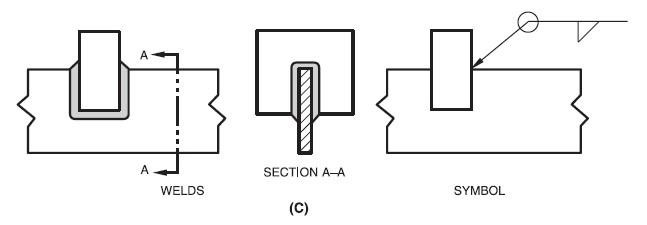 A
A
WELDS
SECTION A–A
SYMBOL
(C)